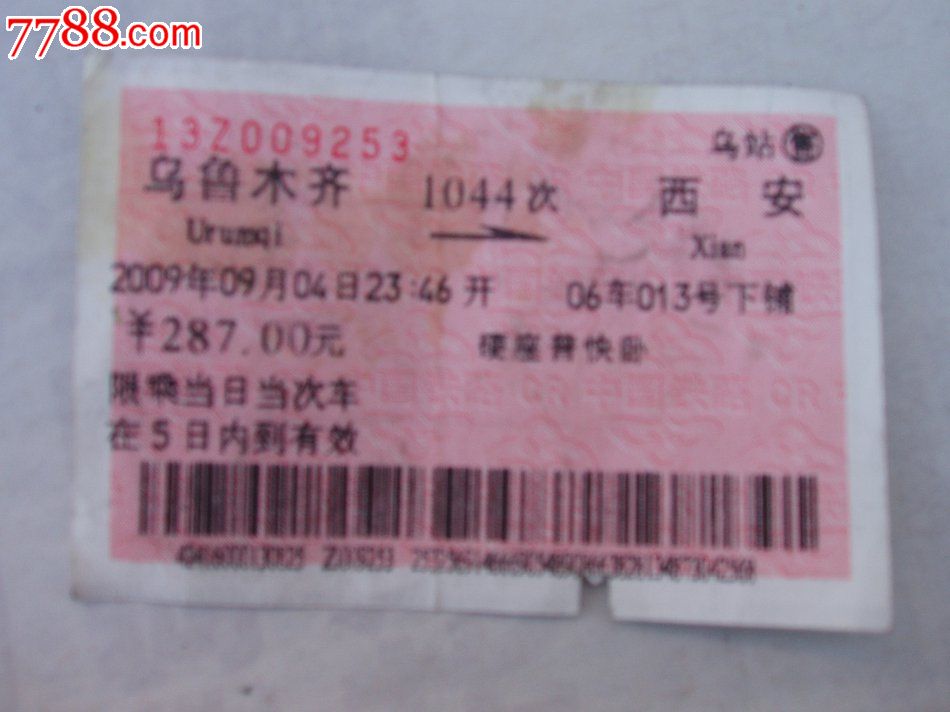 7788.com
13Z009253
乌站售
乌鲁木齐 1044次 西安
Urumqi Xian
2009年09月04日23:46开 06车013号下铺
¥287.00元 硬座普快卧
限乘当日当次车
在5日内到有效
Z009253